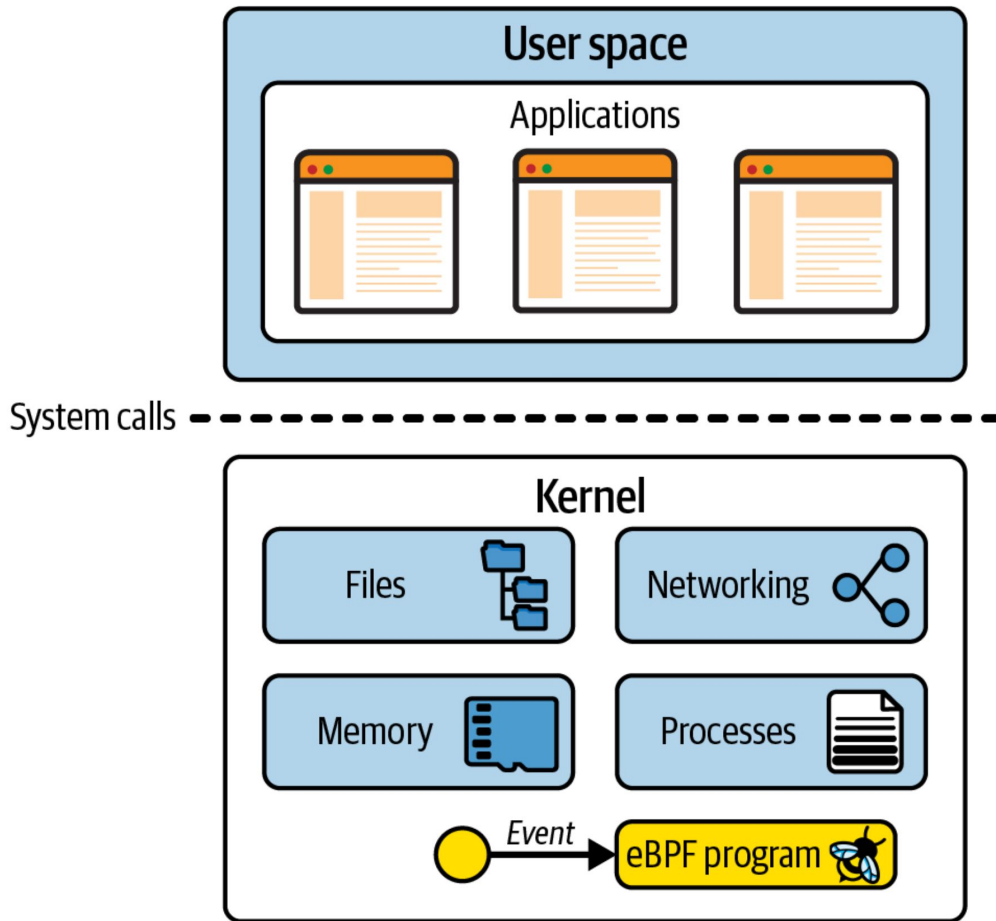 User space
Applications
System calls
Kernel
Files
Networking
Memory
Processes
Event
eBPF program